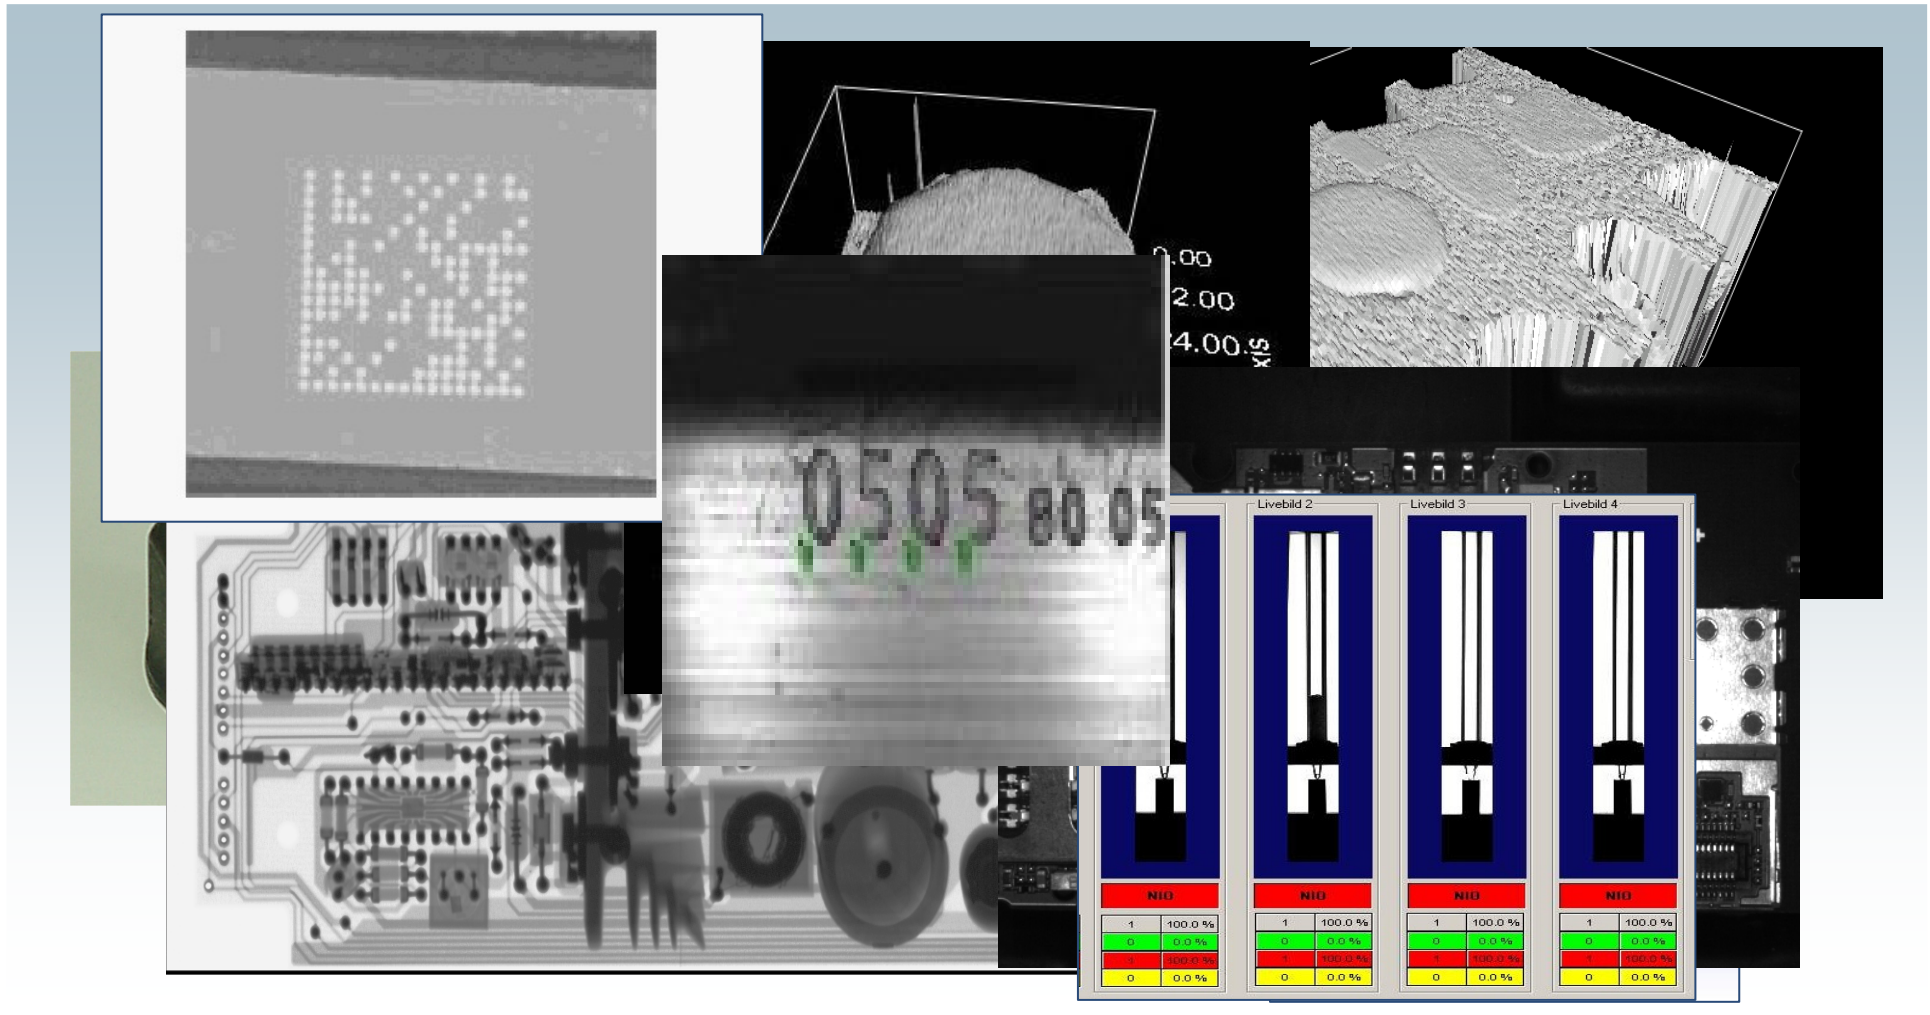 0.00
2.00
4.00
0505 80 05
Livebild 2
Livebild 3
Livebild 4
NIO NIO NIO NIO
1 100.0 % 1 100.0 % 1 100.0 % 1 100.0 %
0 0.0 % 0 0.0 % 0 0.0 % 0 0.0 %
1 100.0 % 1 100.0 % 1 100.0 % 1 100.0 %
0 0.0 % 0 0.0 % 0 0.0 % 0 0.0 %